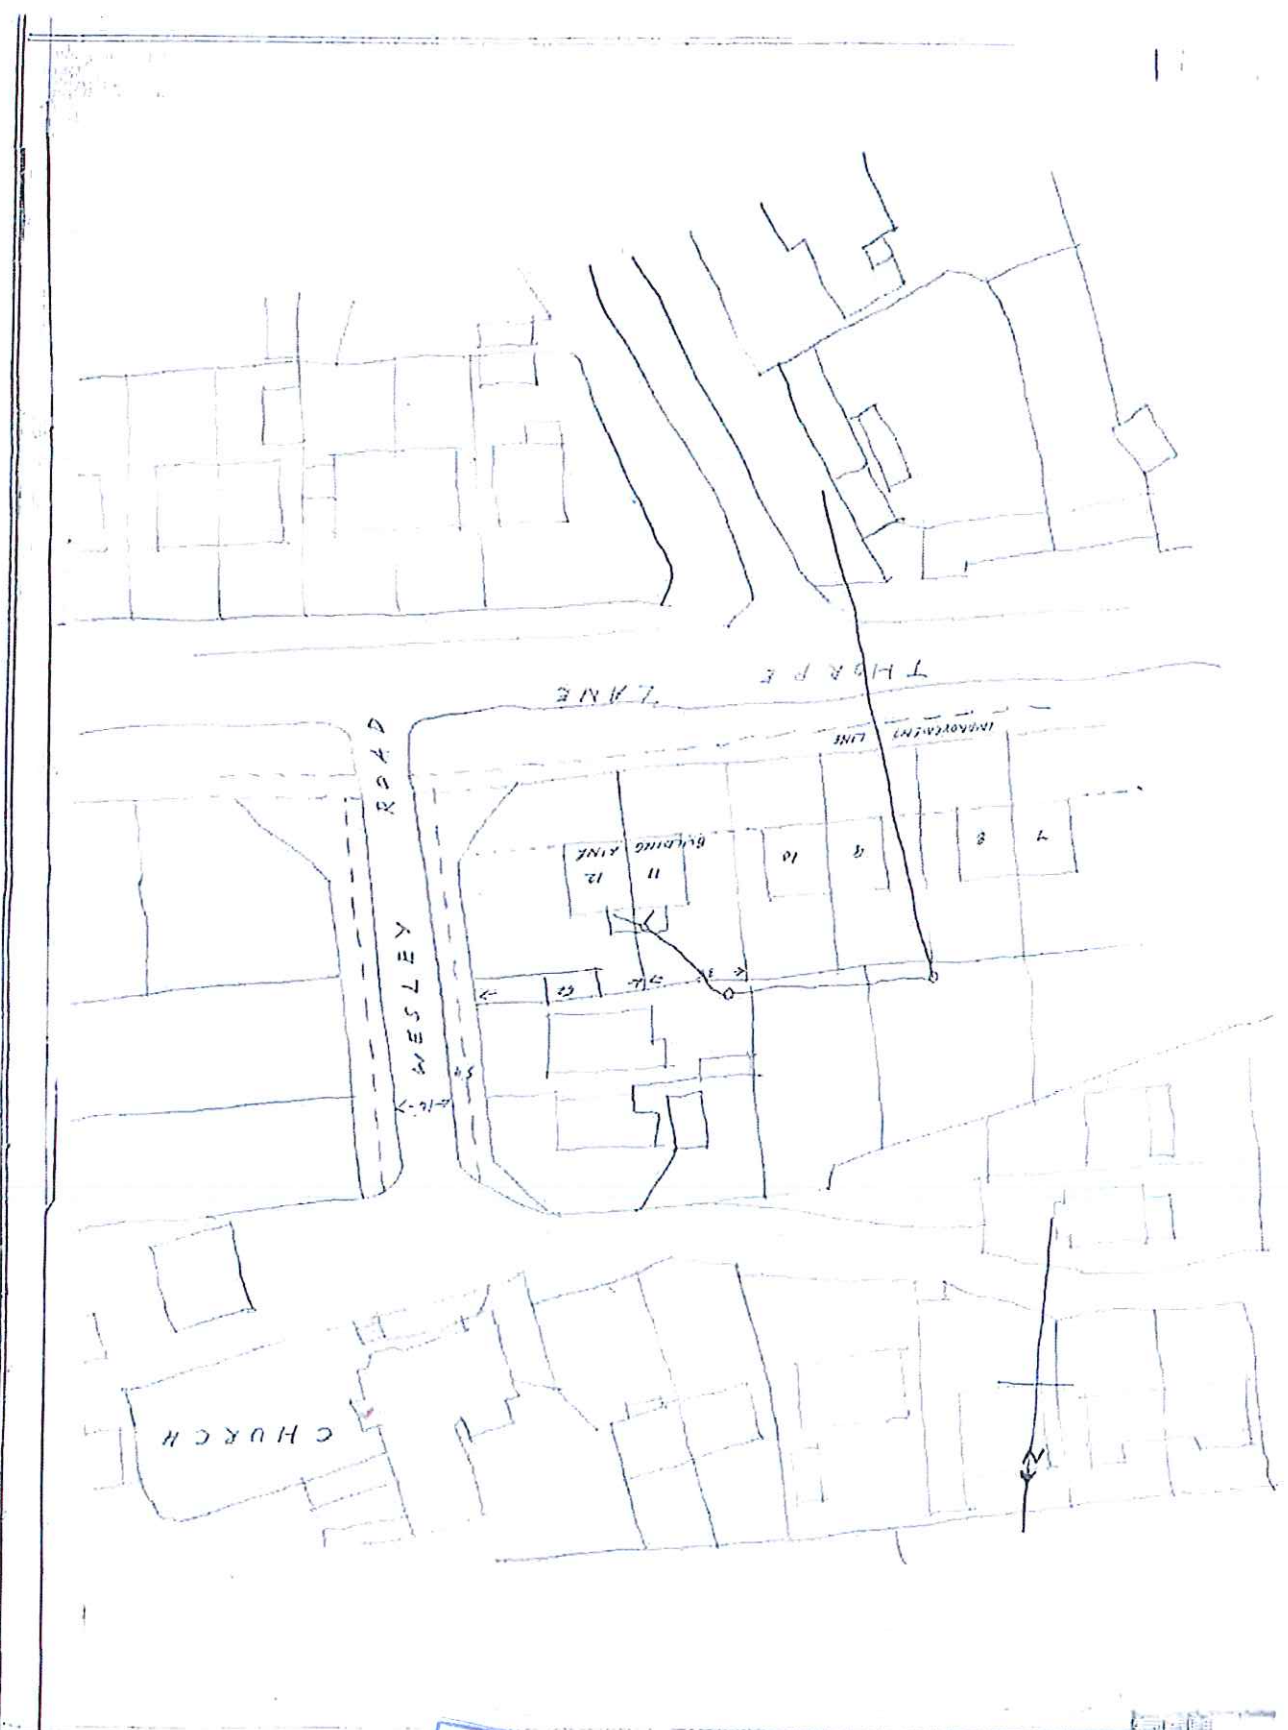 THORPE LANE
IMPROVEMENT LINE
WESLEY ROAD
BUILDING LINE
7
8
9
10
11
12
CHURCH
N